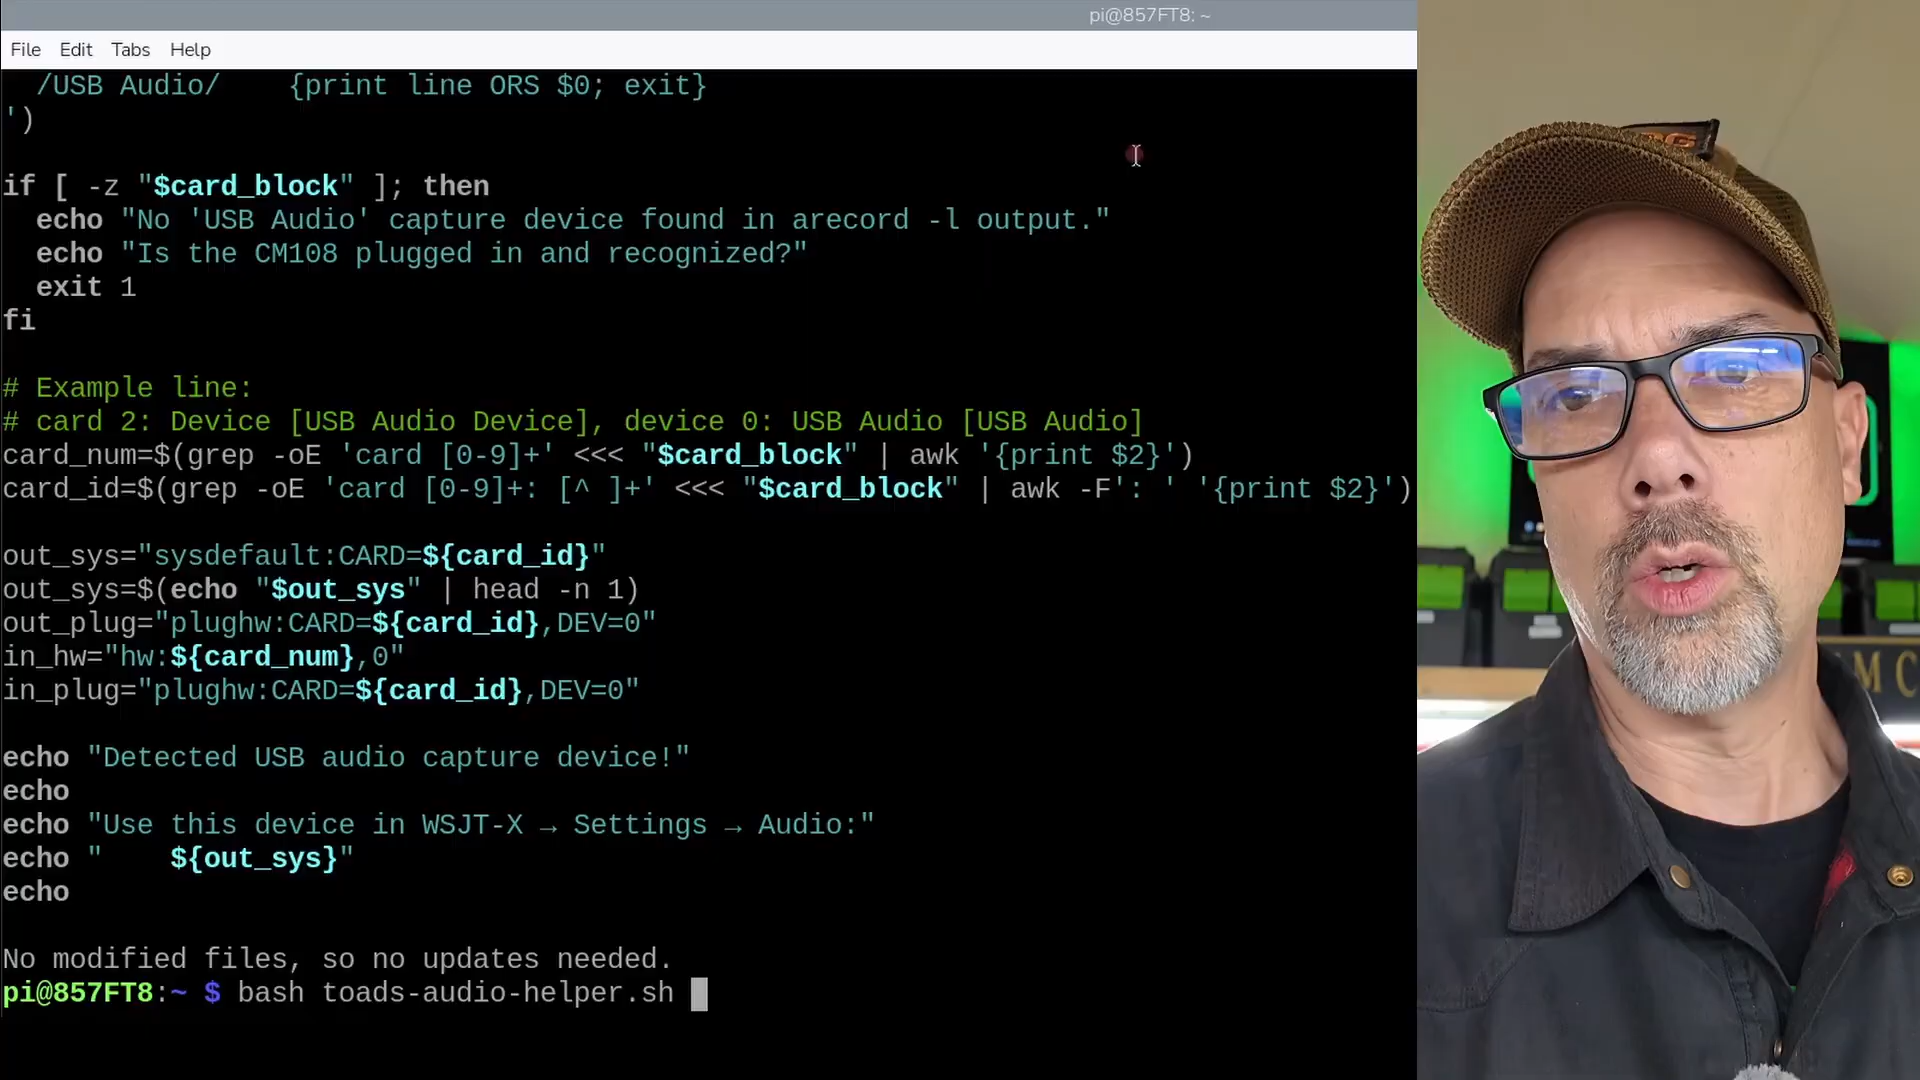 pi@857FT8: ~
File Edit Tabs Help
/USB Audio/ {print line ORS $0; exit}
')
if [ -z "$card_block" ]; then
echo "No 'USB Audio' capture device found in arecord -l output."
echo "Is the CM108 plugged in and recognized?"
exit 1
fi
# Example line:
# card 2: Device [USB Audio Device], device 0: USB Audio [USB Audio]
card_num=$(grep -oE 'card [0-9]+' <<< "$card_block" | awk '{print $2}')
card_id=$(grep -oE 'card [0-9]+: [^ ]+' <<< "$card_block" | awk -F': ' '{print $2}')
out_sys="sysdefault:CARD=${card_id}"
out_sys=$(echo "$out_sys" | head -n 1)
out_plug="plughw:CARD=${card_id},DEV=0"
in_hw="hw:${card_num},0"
in_plug="plughw:CARD=${card_id},DEV=0"
echo "Detected USB audio capture device!"
echo
echo "Use this device in WSJT-X → Settings → Audio:"
echo "    ${out_sys}"
echo
No modified files, so no updates needed.
pi@857FT8:~ $ bash toads-audio-helper.sh
M C